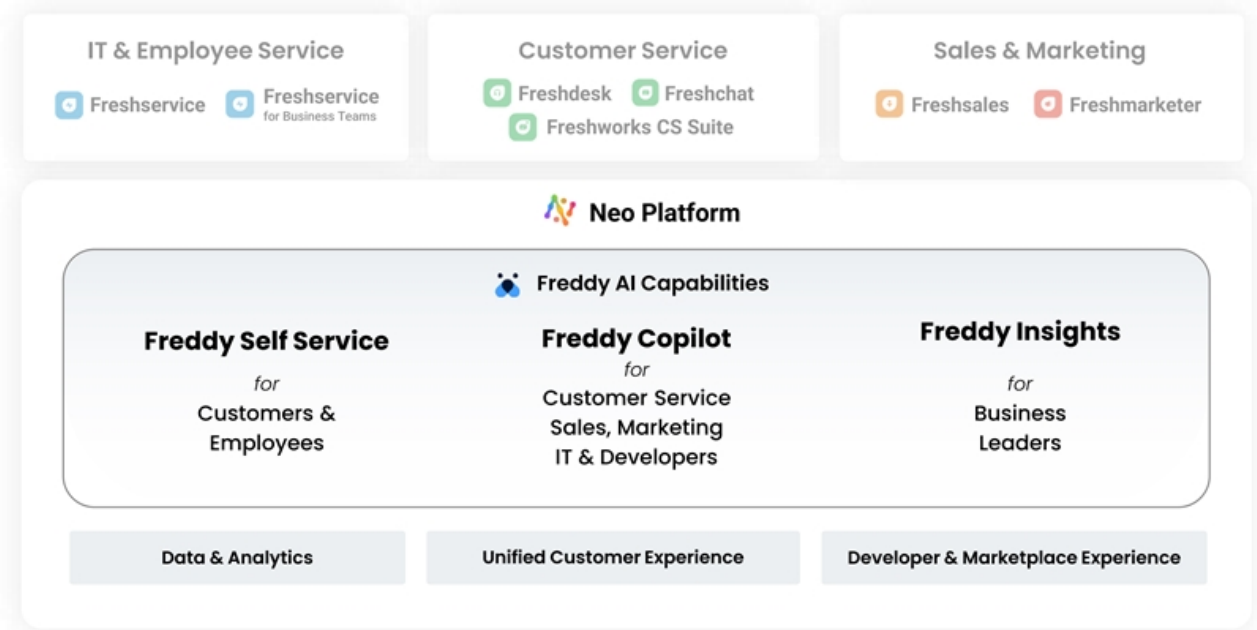 IT & Employee Service
Freshservice
Freshservice
for Business Teams
Customer Service
Freshdesk
Freshchat
Freshworks CS Suite
Sales & Marketing
Freshsales
Freshmarketer
Neo Platform
Freddy AI Capabilities
Freddy Self Service
for
Customers &
Employees
Freddy Copilot
for
Customer Service
Sales, Marketing
IT & Developers
Freddy Insights
for
Business
Leaders
Data & Analytics
Unified Customer Experience
Developer & Marketplace Experience